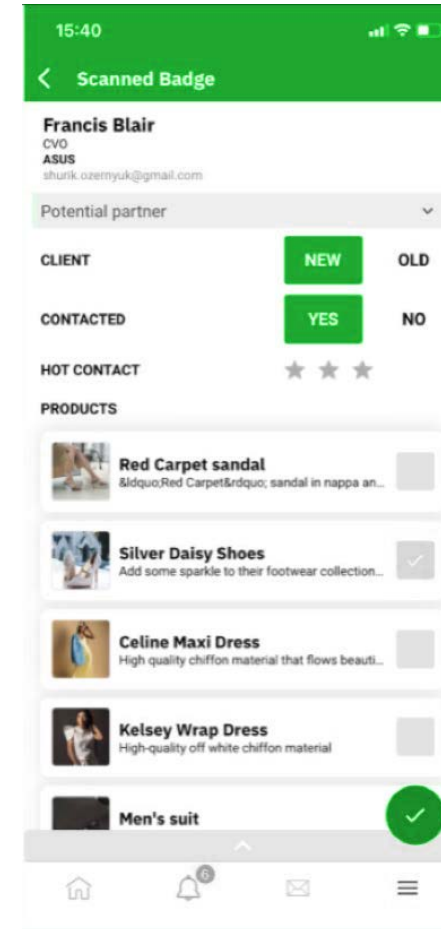 15:40
Scanned Badge
Francis Blair
CVO
ASUS
shurik.ozernyuk@gmail.com
Potential partner
CLIENT NEW OLD
CONTACTED YES NO
HOT CONTACT
PRODUCTS
Red Carpet sandal
&ldquo;Red Carpet&rdquo; sandal in nappa an...
Silver Daisy Shoes
Add some sparkle to their footwear collection...
Celine Maxi Dress
High quality chiffon material that flows beauti...
Kelsey Wrap Dress
High-quality off white chiffon material
Men's suit
6